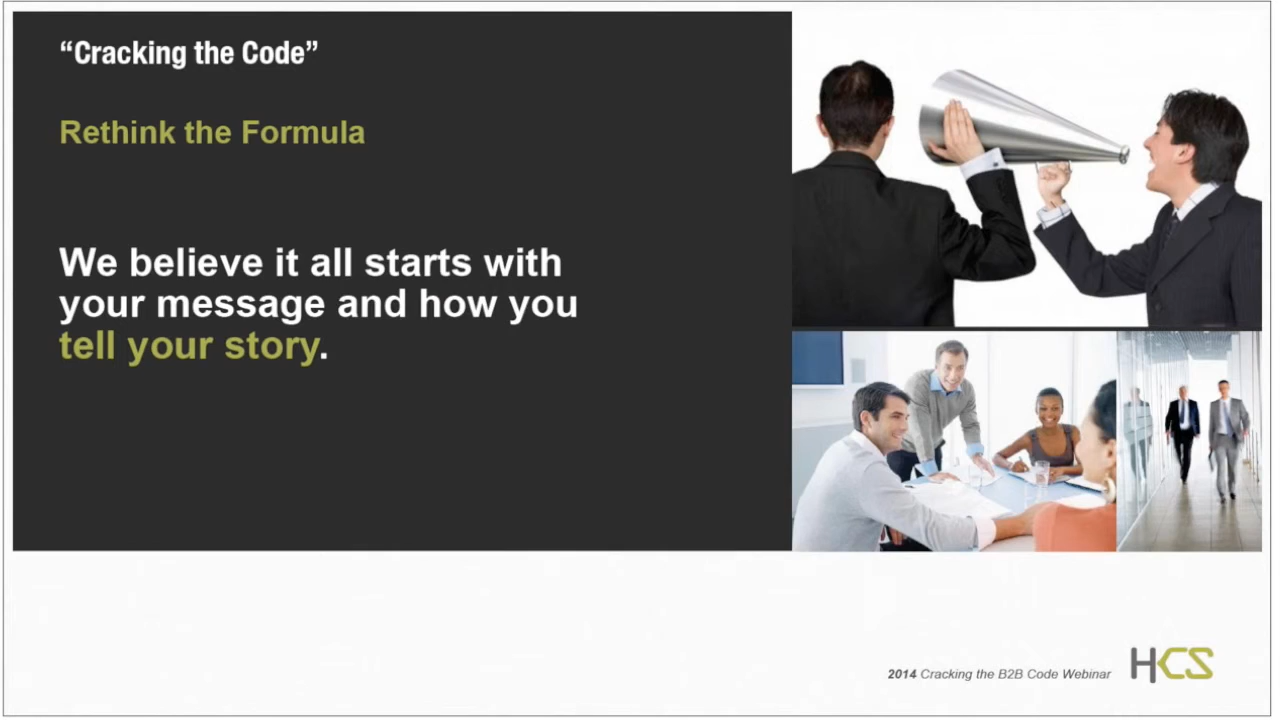 “Cracking the Code”
Rethink the Formula
We believe it all starts with
your message and how you
tell your story.
2014 Cracking the B2B Code Webinar
HCS